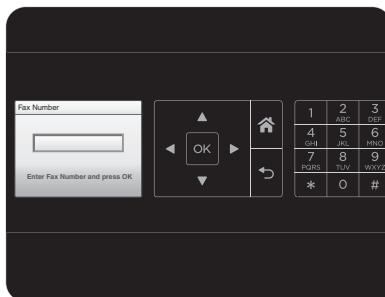 Fax Number
Enter Fax Number and press OK
OK
1
2
ABC
3
DEF
4
GHI
5
JKL
6
MNO
7
PQRS
8
TUV
9
WXYZ
*
0
#